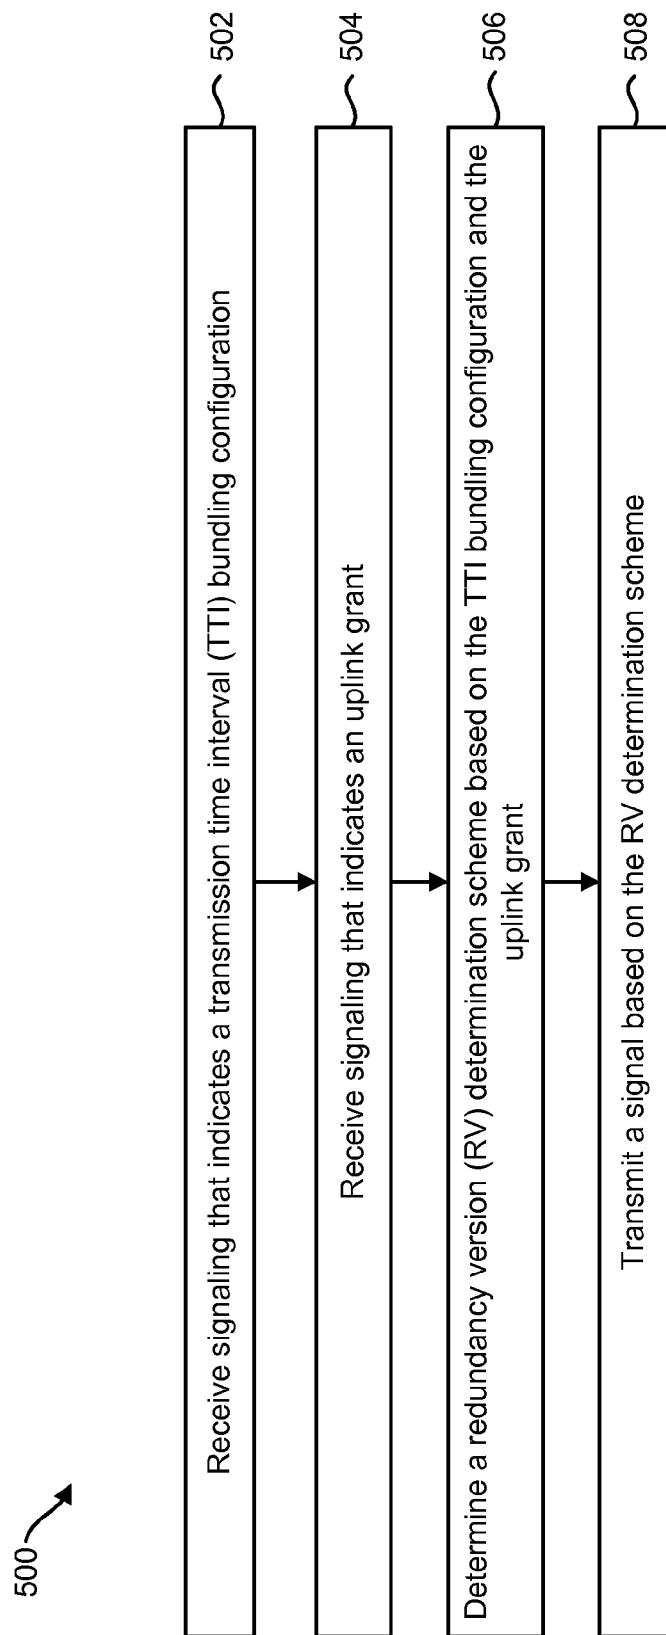 500
Receive signaling that indicates a transmission time interval (TTI) bundling configuration
502
Receive signaling that indicates an uplink grant
504
Determine a redundancy version (RV) determination scheme based on the TTI bundling configuration and the
uplink grant
506
Transmit a signal based on the RV determination scheme
508